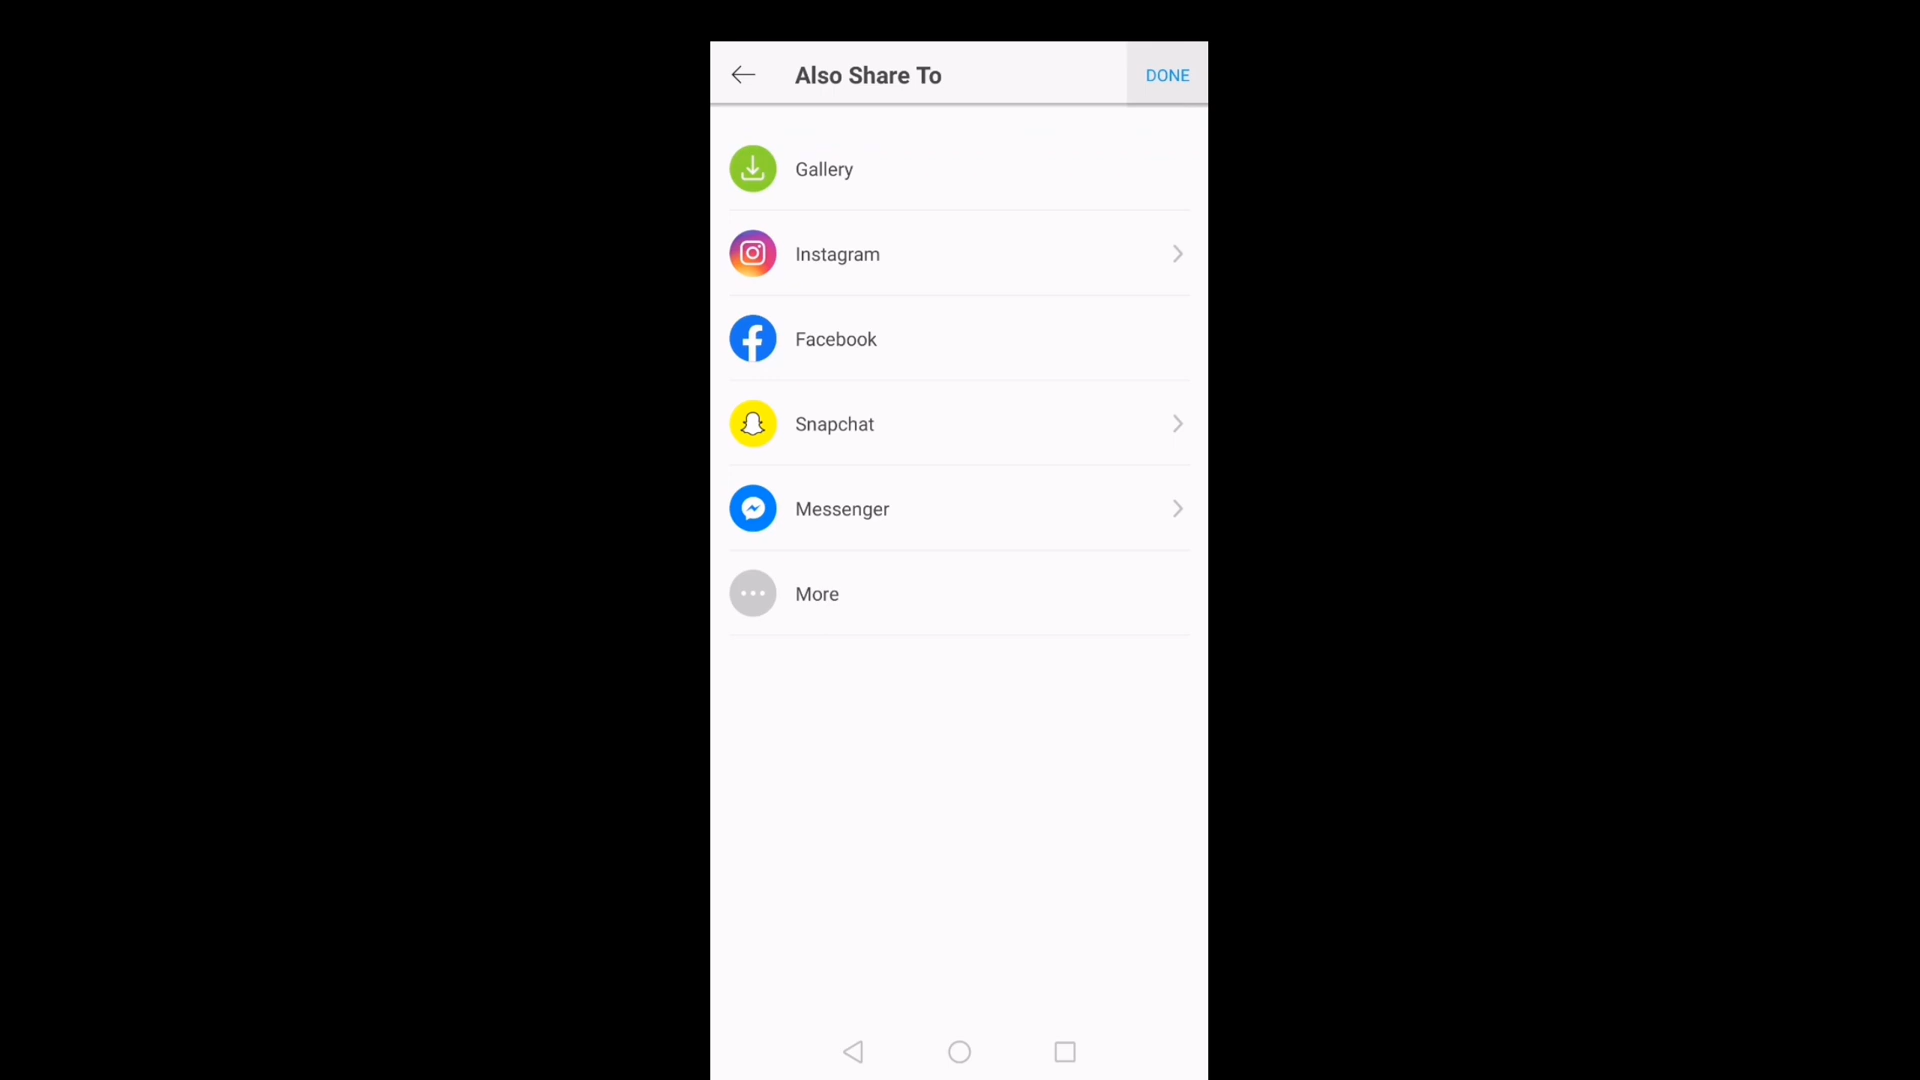 Also Share To
DONE
Gallery
Instagram
Facebook
Snapchat
Messenger
More